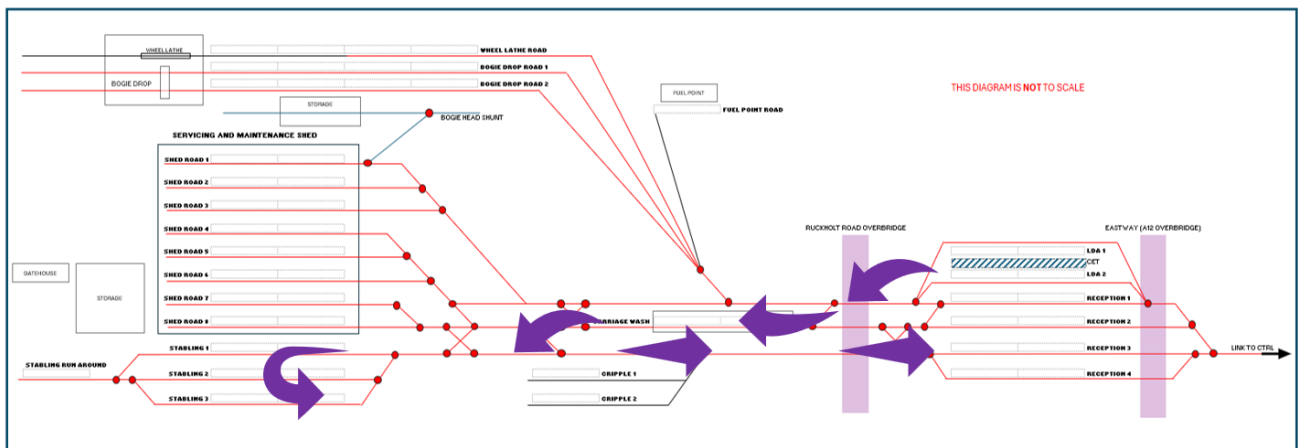 WHEEL LATHE
WHEEL LATHE ROAD
BOGIE DROP ROAD 1
BOGIE DROP
BOGIE DROP ROAD 2
FUEL POINT
THIS DIAGRAM IS NOT TO SCALE
STORAGE
FUEL POINT ROAD
BOGIE HEAD SHUNT
SERVICING AND MAINTENANCE SHED
SHED ROAD 1
SHED ROAD 2
SHED ROAD 3
SHED ROAD 4
RUCKHOLT ROAD OVERBRIDGE
EASTWAY (A12 OVERBRIDGE)
SHED ROAD 5
LDA 1
CET
GATEHOUSE
SHED ROAD 6
LDA 2
STORAGE
SHED ROAD 7
RECEPTION 1
SHED ROAD 8
RECEPTION 2
STABLING 1
RECEPTION 3
LINK TO CTRL
STABLING RUN AROUND
STABLING 2
CRIPPLE 1
RECEPTION 4
STABLING 3
CRIPPLE 2
WASH